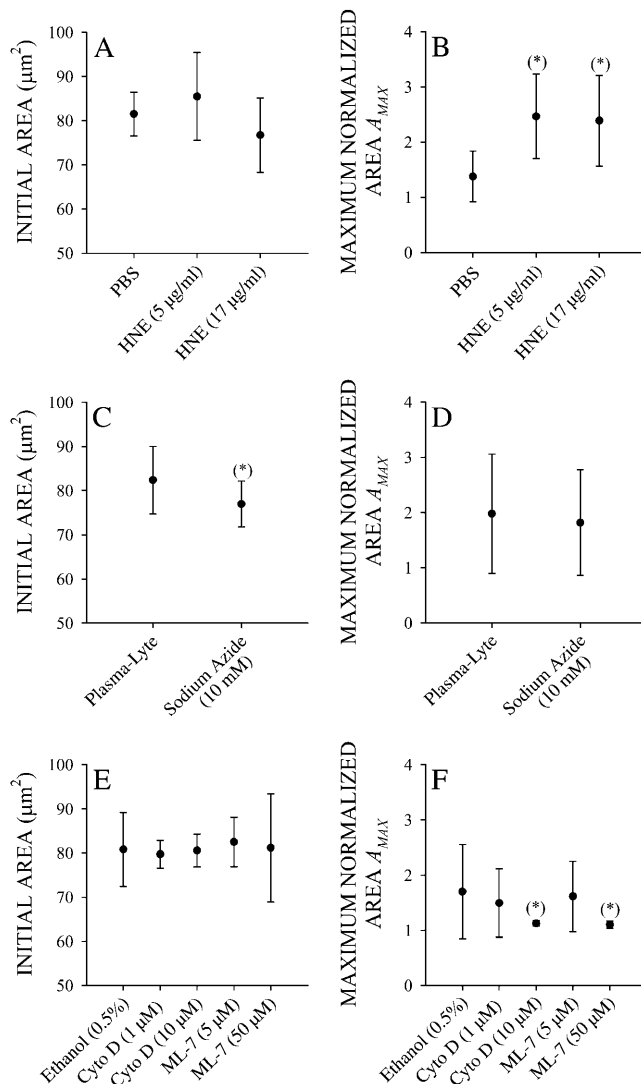 A
INITIAL AREA (µm²)
100
90
80
70
60
50
PBS
HNE (5 µg/ml)
HNE (17 µg/ml)
B
MAXIMUM NORMALIZED
AREA A_MAX
4
3
2
1
0
(*)
(*)
PBS
HNE (5 µg/ml)
HNE (17 µg/ml)
C
INITIAL AREA (µm²)
100
90
80
70
60
50
(*)
Plasma-Lyte
Sodium Azide
(10 mM)
D
MAXIMUM NORMALIZED
AREA A_MAX
4
3
2
1
0
Plasma-Lyte
Sodium Azide
(10 mM)
E
INITIAL AREA (µm²)
100
90
80
70
60
50
Ethanol (0.5%)
Cyto D (1 µM)
Cyto D (10 µM)
ML-7 (5 µM)
ML-7 (50 µM)
F
MAXIMUM NORMALIZED
AREA A_MAX
4
3
2
1
0
(*)
(*)
Ethanol (0.5%)
Cyto D (1 µM)
Cyto D (10 µM)
ML-7 (5 µM)
ML-7 (50 µM)